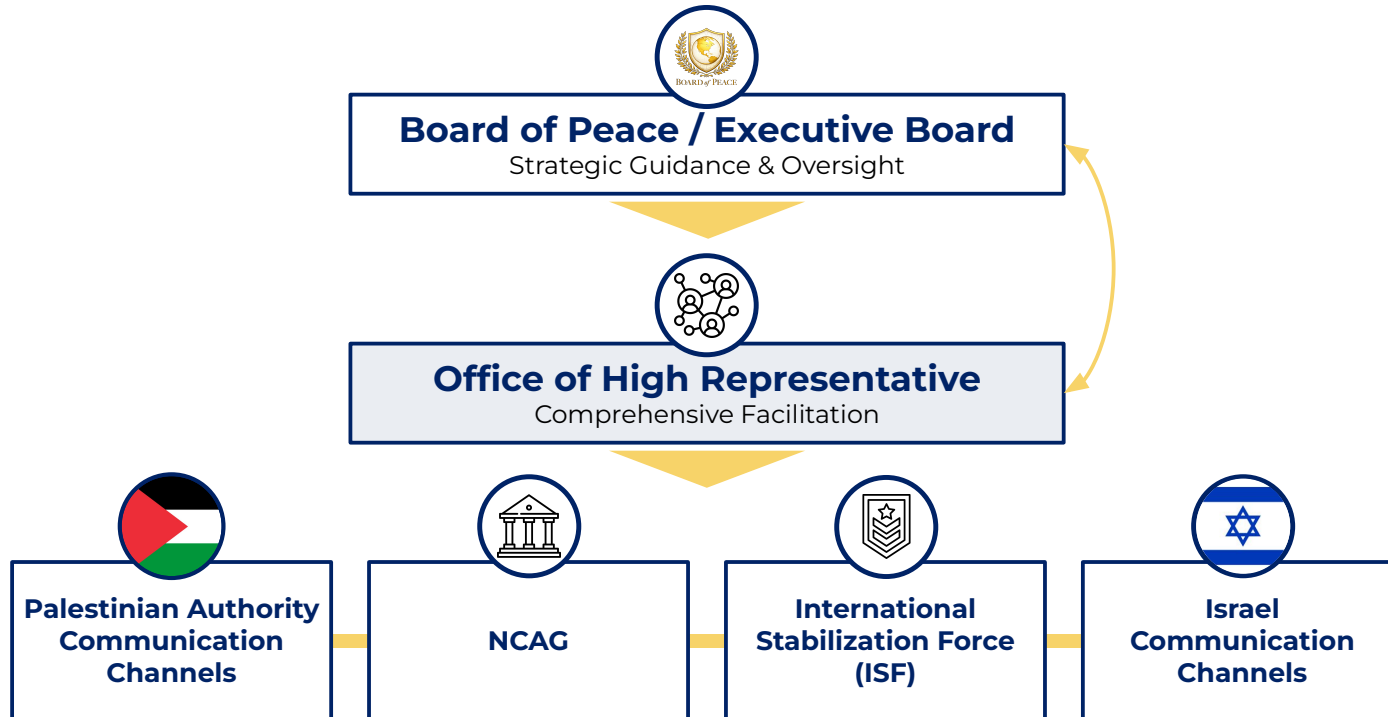 BOARD of PEACE
Board of Peace / Executive Board
Strategic Guidance & Oversight
Office of High Representative
Comprehensive Facilitation
Palestinian Authority
Communication
Channels
NCAG
International
Stabilization Force
(ISF)
Israel
Communication
Channels